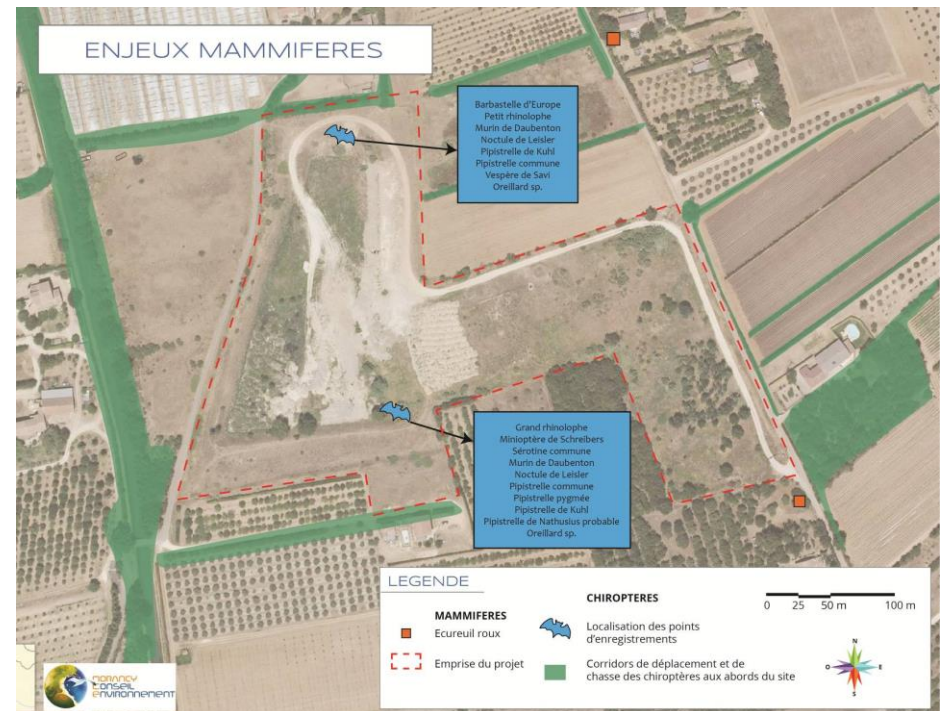 ENJEUX MAMMIFERES
Barbastelle d'Europe
Petit rhinolophe
Murin de Daubenton
Noctule de Leisler
Pipistrelle de Kuhl
Pipistrelle commune
Vespère de Savi
Oreillard sp.
Grand rhinolophe
Minioptère de Schreibers
Sérotine commune
Murin de Daubenton
Noctule de Leisler
Pipistrelle commune
Pipistrelle pygmée
Pipistrelle de Kuhl
Pipistrelle de Nathusius probable
Oreillard sp.
LEGENDE
MAMMIFERES
Ecureuil roux
Emprise du projet
CHIROPTERES
Localisation des points
d'enregistrements
Corridors de déplacement et de
chasse des chiroptères aux abords du site
0 25 50 m 100 m
N
O E
S
MORANCY
CONSEIL
ENVIRONNEMENT